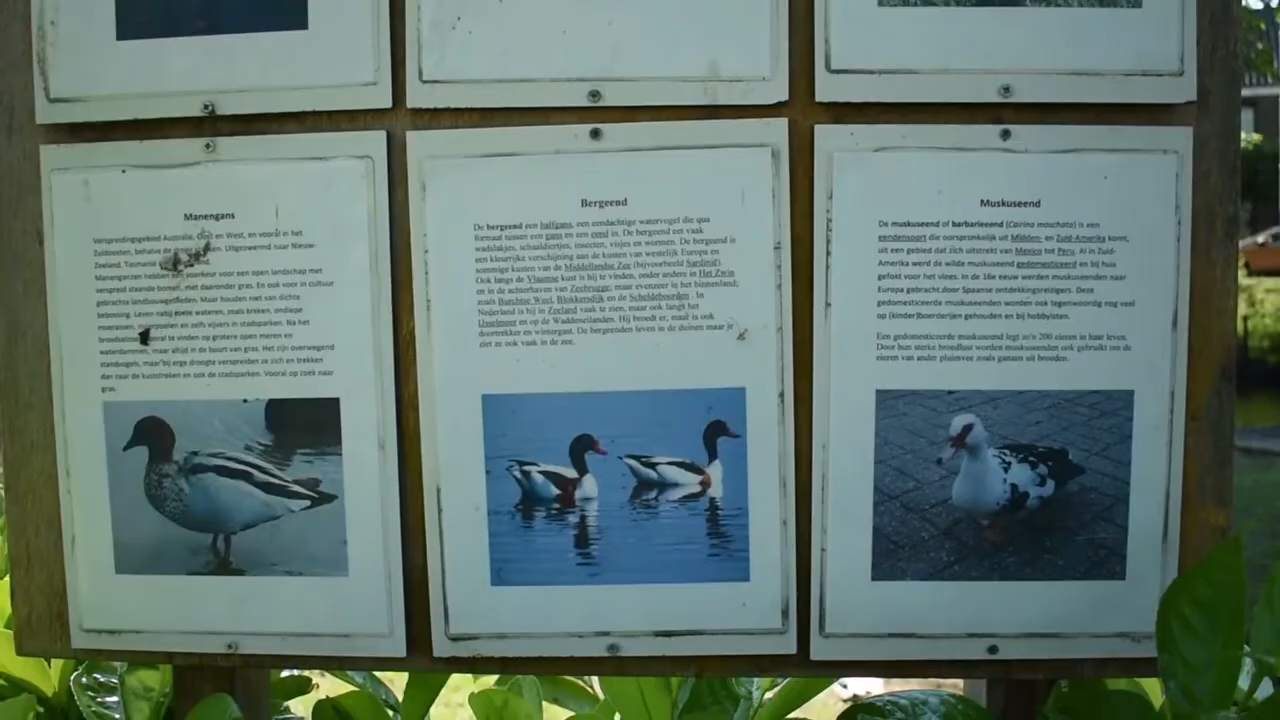 Manengans
Verspreidingsgebied Australië, Oost en West, en vooral in het
Zuidoosten, behalve de droge Uitgezwermd naar Nieuw-
Zeeland, Tasmanië
Manengarzen hebben een voorkeur voor een open landschap met
verspreid staande bomen, met daaronder gras. En ook voor in cultuur
gebrachte landbouwgebieden. Maar houden niet van dichte
bebossing. Leven nabij zoete wateren, zoals kreken, ondiepe
moerassen, en zelfs vijvers in stadsparken. Na het
broedseizoen vooral te vinden op grotere open meren en
waterdammen, maar altijd in de buurt van gras. Het zijn overwegend
standvogels, maar bij erge droogte verspreiden ze zich en trekken
dan naar de kuststreken en ook de stadsparken. Vooral op zoek naar
gras.
Bergeend
De bergeend een halfgans, een eendachtige watervogel die qua
formaat tussen een gans en een eend in. De bergeend eet vaak
wadslakjes, schaaldiertjes, insecten, visjes en wormen. De bergeend is
een kleurrijke verschijning aan de kusten van westelijk Europa en
sommige kusten van de Middellandse Zee (bijvoorbeeld Sardinië).
Ook langs de Vlaamse kust is hij te vinden, onder andere in Het Zwin
en in de achterhaven van Zeebrugge; maar evenzeer in het binnenland;
zoals Burchtse Weel, Blokkersdijk en de Scheldeboorden . In
Nederland is hij in Zeeland vaak te zien, maar ook langs het
IJsselmeer en op de Waddeneilanden. Hij broedt er, maar is ook
doortrekker en wintergast. De bergeenden leven in de duinen maar je
ziet ze ook vaak in de zee.
Muskuseend
De muskuseend of barbarieeend (Cairina moschata) is een
eendensoort die oorspronkelijk uit Midden- en Zuid-Amerika komt,
uit een gebied dat zich uitstrekt van Mexico tot Peru. Al in Zuid-
Amerika werd de wilde muskuseend gedomesticeerd en bij huis
gefokt voor het vlees. In de 16e eeuw werden muskuseenden naar
Europa gebracht door Spaanse ontdekkingsreizigers. Deze
gedomesticeerde muskuseenden worden ook tegenwoordig nog veel
op (kinder)boerderijen gehouden en bij hobbyisten.
Een gedomesticeerde muskuseend legt zo'n 200 eieren in haar leven.
Door hun sterke broedlust worden muskuseenden ook gebruikt om de
eieren van ander pluimvee zoals ganzen uit te broeden.